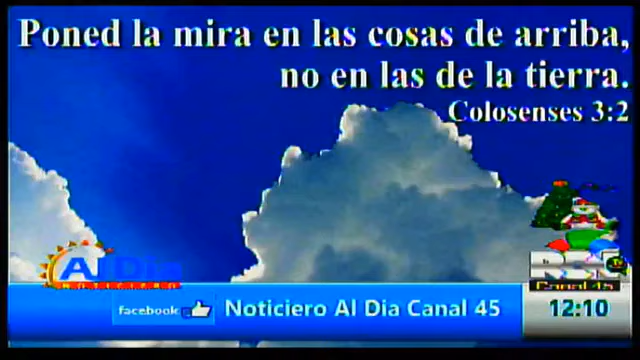 Poned la mira en las cosas de arriba,
no en las de la tierra.
Colosenses 3:2
Al Dia
Canal 45
facebook
Noticiero Al Dia Canal 45
12:10